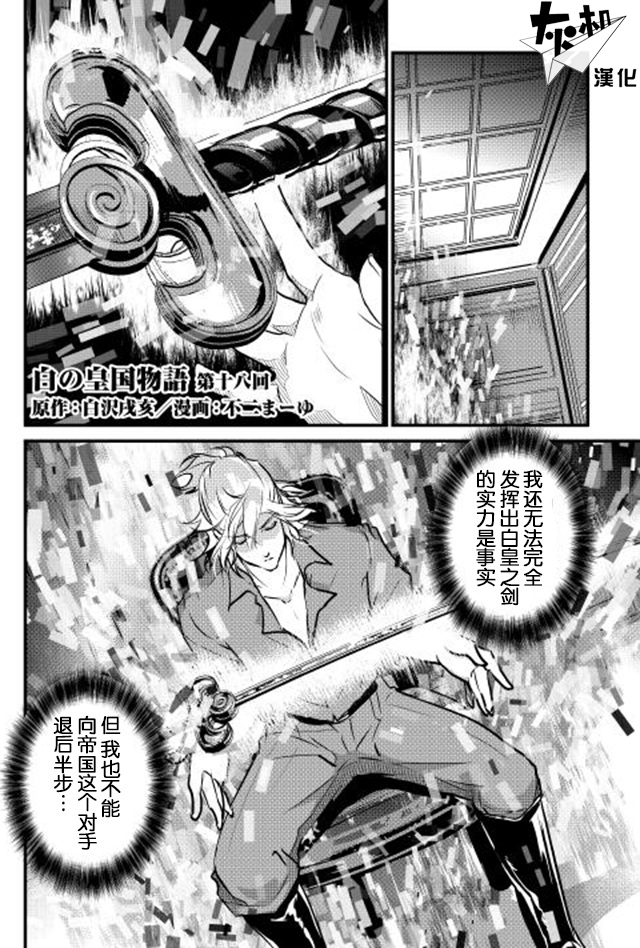 大机
漢化
白の皇国物語 第十八回
原作：白沢戌亥／漫画：不二まーゆ
我还无法完全
发挥出白皇之剑
的实力是事实
但我也不能
向帝国这个对手
退后半步…